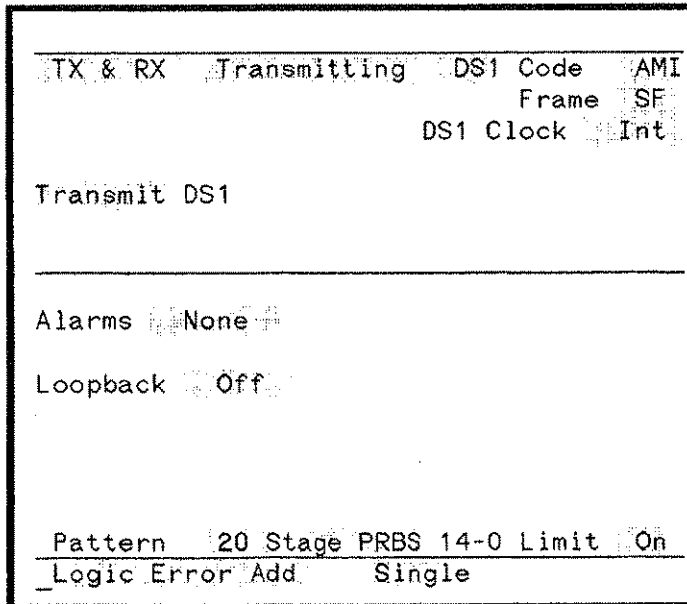 TX & RX Transmitting DS1 Code AMI
Frame SF
DS1 Clock Int
Transmit DS1
Alarms None
Loopback Off
Pattern 20 Stage PRBS 14-0 Limit On
_Logic Error Add Single